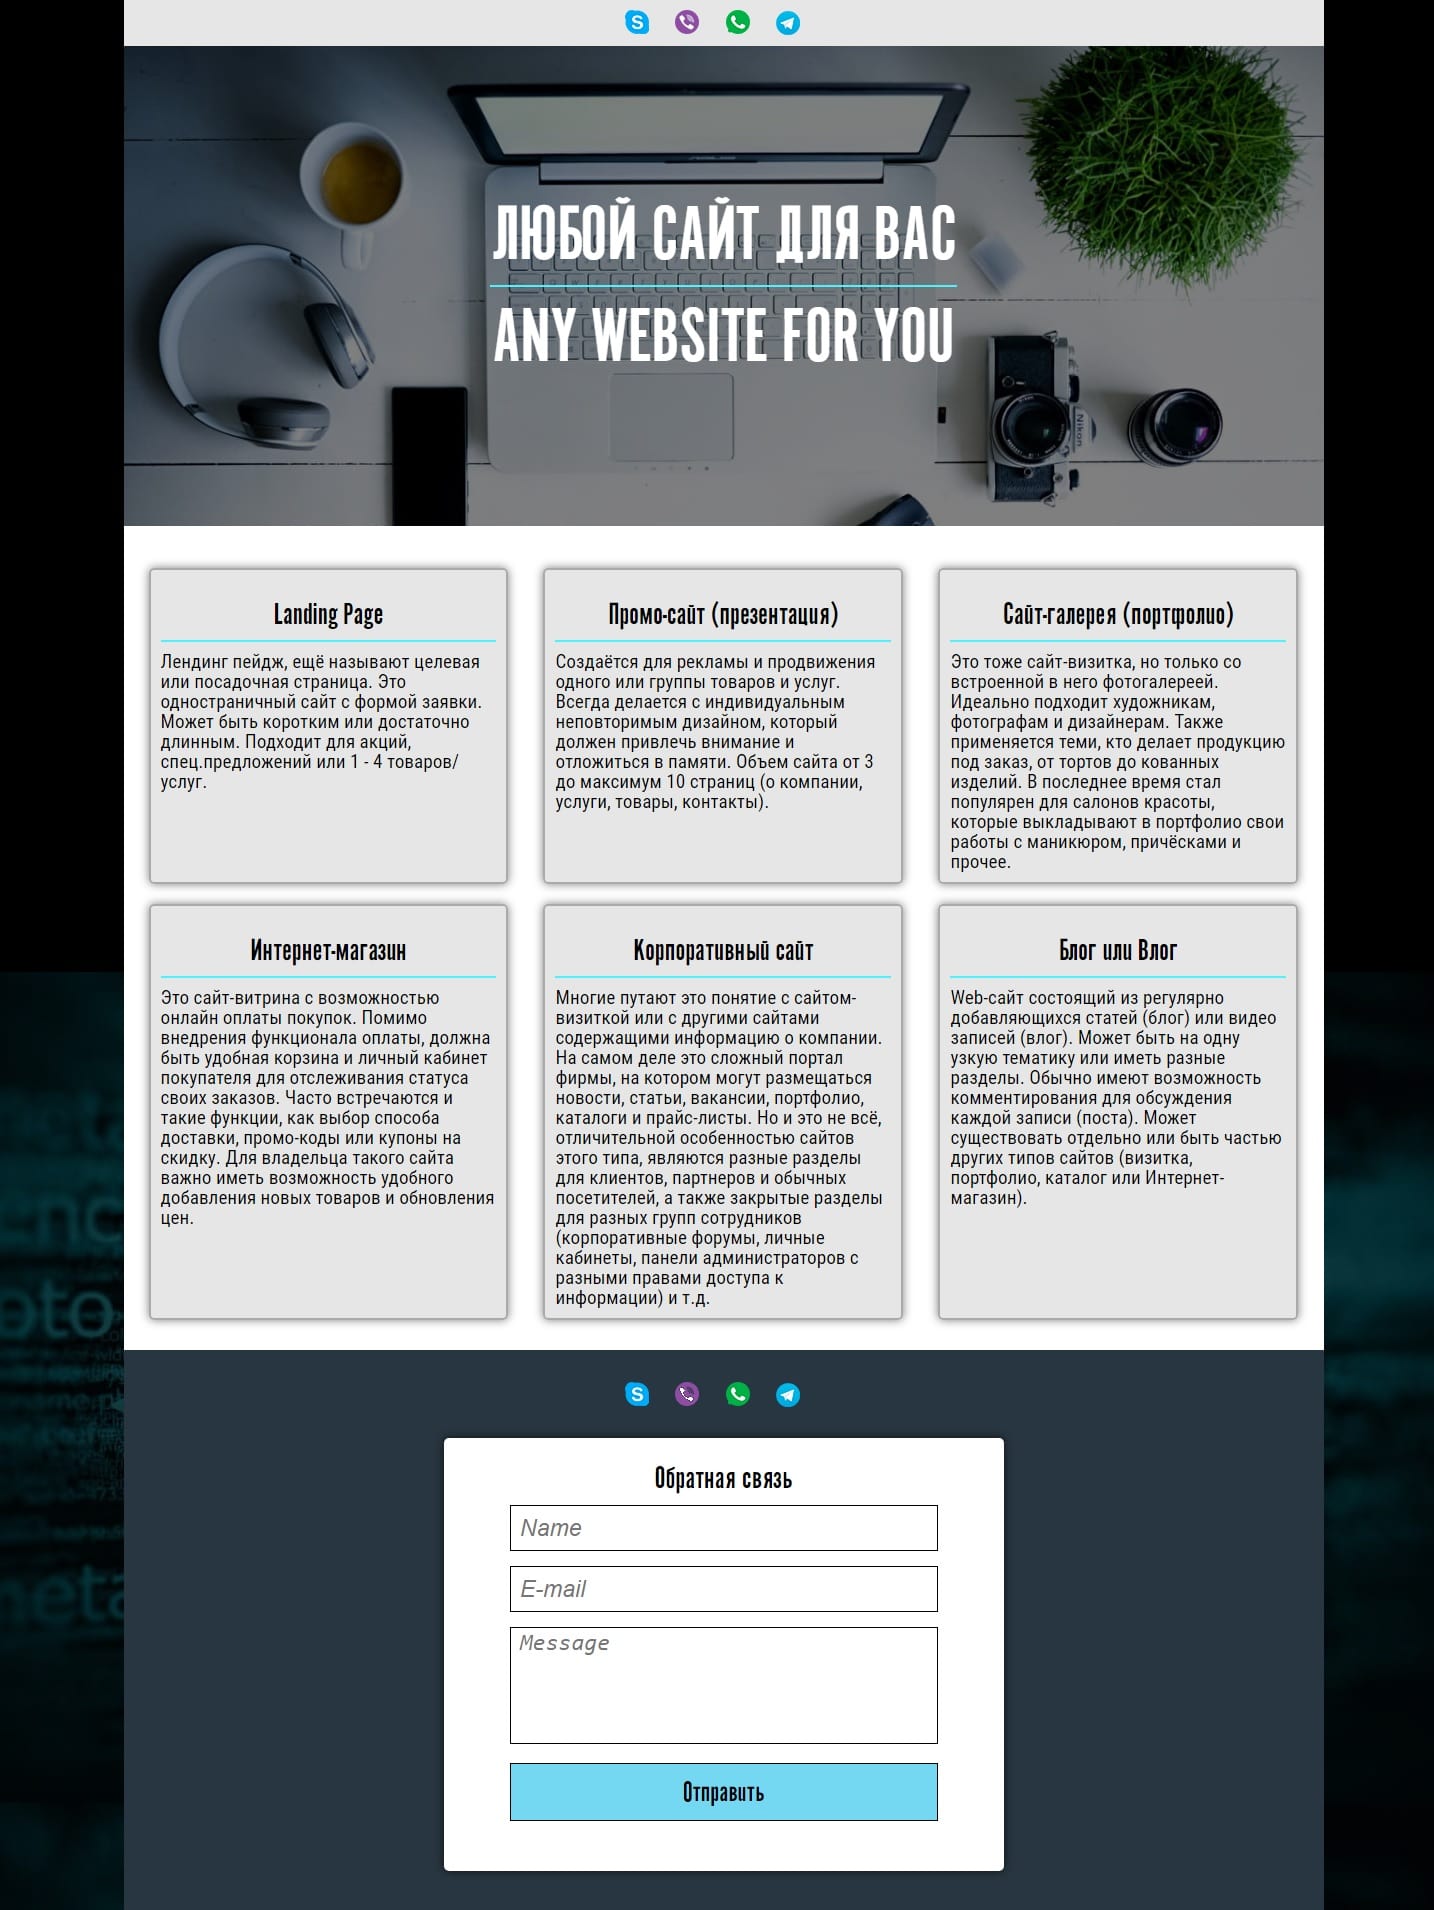 ЛЮБОЙ САЙТ ДЛЯ ВАС
ANY WEBSITE FOR YOU
Landing Page
Лендинг пейдж, ещё называют целевая
или посадочная страница. Это
одностраничный сайт с формой заявки.
Может быть коротким или достаточно
длинным. Подходит для акций,
спец.предложений или 1 - 4 товаров/
услуг.
Промо-сайт (презентация)
Создаётся для рекламы и продвижения
одного или группы товаров и услуг.
Всегда делается с индивидуальным
неповторимым дизайном, который
должен привлечь внимание и
отложиться в памяти. Объем сайта от 3
до максимум 10 страниц (о компании,
услуги, товары, контакты).
Сайт-галерея (портфолио)
Это тоже сайт-визитка, но только со
встроенной в него фотогалереей.
Идеально подходит художникам,
фотографам и дизайнерам. Также
применяется теми, кто делает продукцию
под заказ, от тортов до кованных
изделий. В последнее время стал
популярен для салонов красоты,
которые выкладывают в портфолио свои
работы с маникюром, причёсками и
прочее.
Интернет-магазин
Это сайт-витрина с возможностью
онлайн оплаты покупок. Помимо
внедрения функционала оплаты, должна
быть удобная корзина и личный кабинет
покупателя для отслеживания статуса
своих заказов. Часто встречаются и
такие функции, как выбор способа
доставки, промо-коды или купоны на
скидку. Для владельца такого сайта
важно иметь возможность удобного
добавления новых товаров и обновления
цен.
Корпоративный сайт
Многие путают это понятие с сайтом-
визиткой или с другими сайтами
содержащими информацию о компании.
На самом деле это сложный портал
фирмы, на котором могут размещаться
новости, статьи, вакансии, портфолио,
каталоги и прайс-листы. Но и это не всё,
отличительной особенностью сайтов
этого типа, являются разные разделы
для клиентов, партнеров и обычных
посетителей, а также закрытые разделы
для разных групп сотрудников
(корпоративные форумы, личные
кабинеты, панели администраторов с
разными правами доступа к
информации) и т.д.
Блог или Влог
Web-сайт состоящий из регулярно
добавляющихся статей (блог) или видео
записей (влог). Может быть на одну
узкую тематику или иметь разные
разделы. Обычно имеют возможность
комментирования для обсуждения
каждой записи (поста). Может
существовать отдельно или быть частью
других типов сайтов (визитка,
портфолио, каталог или Интернет-
магазин).
Обратная связь
Name
E-mail
Message
Отправить